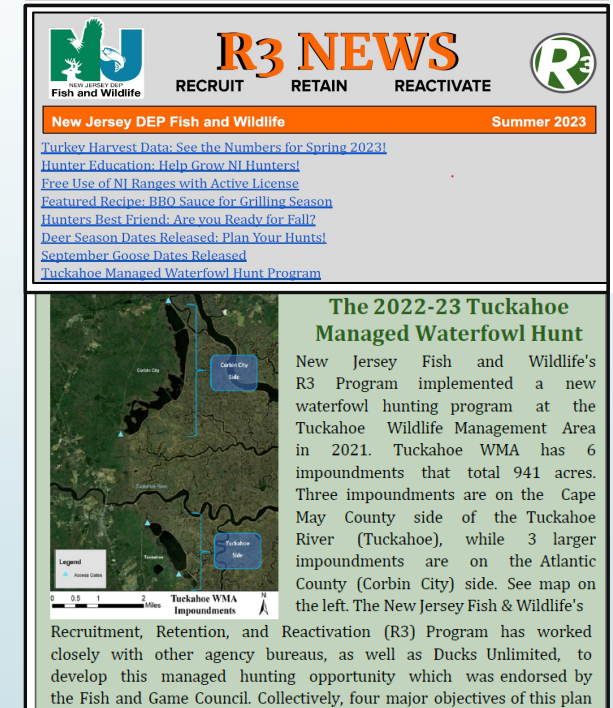 NJ
NEW JERSEY DEP
Fish and Wildlife
R3 NEWS
RECRUIT RETAIN REACTIVATE
R3
New Jersey DEP Fish and Wildlife Summer 2023
Turkey Harvest Data: See the Numbers for Spring 2023!
Hunter Education: Help Grow NJ Hunters!
Free Use of NJ Ranges with Active License
Featured Recipe: BBQ Sauce for Grilling Season
Hunters Best Friend: Are you Ready for Fall?
Deer Season Dates Released: Plan Your Hunts!
September Goose Dates Released
Tuckahoe Managed Waterfowl Hunt Program
Corbin City
Corbin City
Side
Tuckahoe River
Tuckahoe
Side
Tuckahoe
Legend
Access Gates
0 0.5 1 2
Miles
Tuckahoe WMA
Impoundments
N
The 2022-23 Tuckahoe
Managed Waterfowl Hunt
New Jersey Fish and Wildlife's
R3 Program implemented a new
waterfowl hunting program at the
Tuckahoe Wildlife Management Area
in 2021. Tuckahoe WMA has 6
impoundments that total 941 acres.
Three impoundments are on the Cape
May County side of the Tuckahoe
River (Tuckahoe), while 3 larger
impoundments are on the Atlantic
County (Corbin City) side. See map on
the left. The New Jersey Fish & Wildlife's
Recruitment, Retention, and Reactivation (R3) Program has worked
closely with other agency bureaus, as well as Ducks Unlimited, to
develop this managed hunting opportunity which was endorsed by
the Fish and Game Council. Collectively, four major objectives of this plan